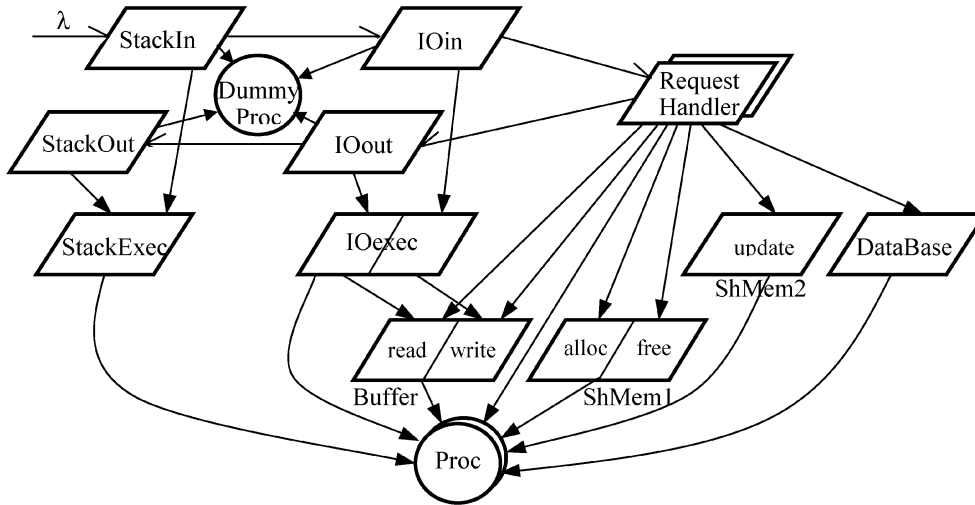 λ
StackIn
IOin
Request
Handler
Dummy
Proc
StackOut
IOout
StackExec
IOexec
update
DataBase
ShMem2
read
write
alloc
free
Buffer
ShMem1
Proc